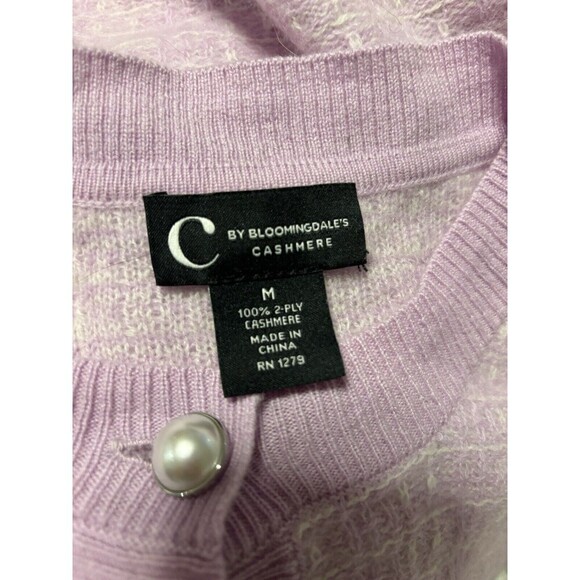 C
BY BLOOMINGDALE'S
CASHMERE
M
100% 2-PLY
CASHMERE
MADE IN
CHINA
RN 1279